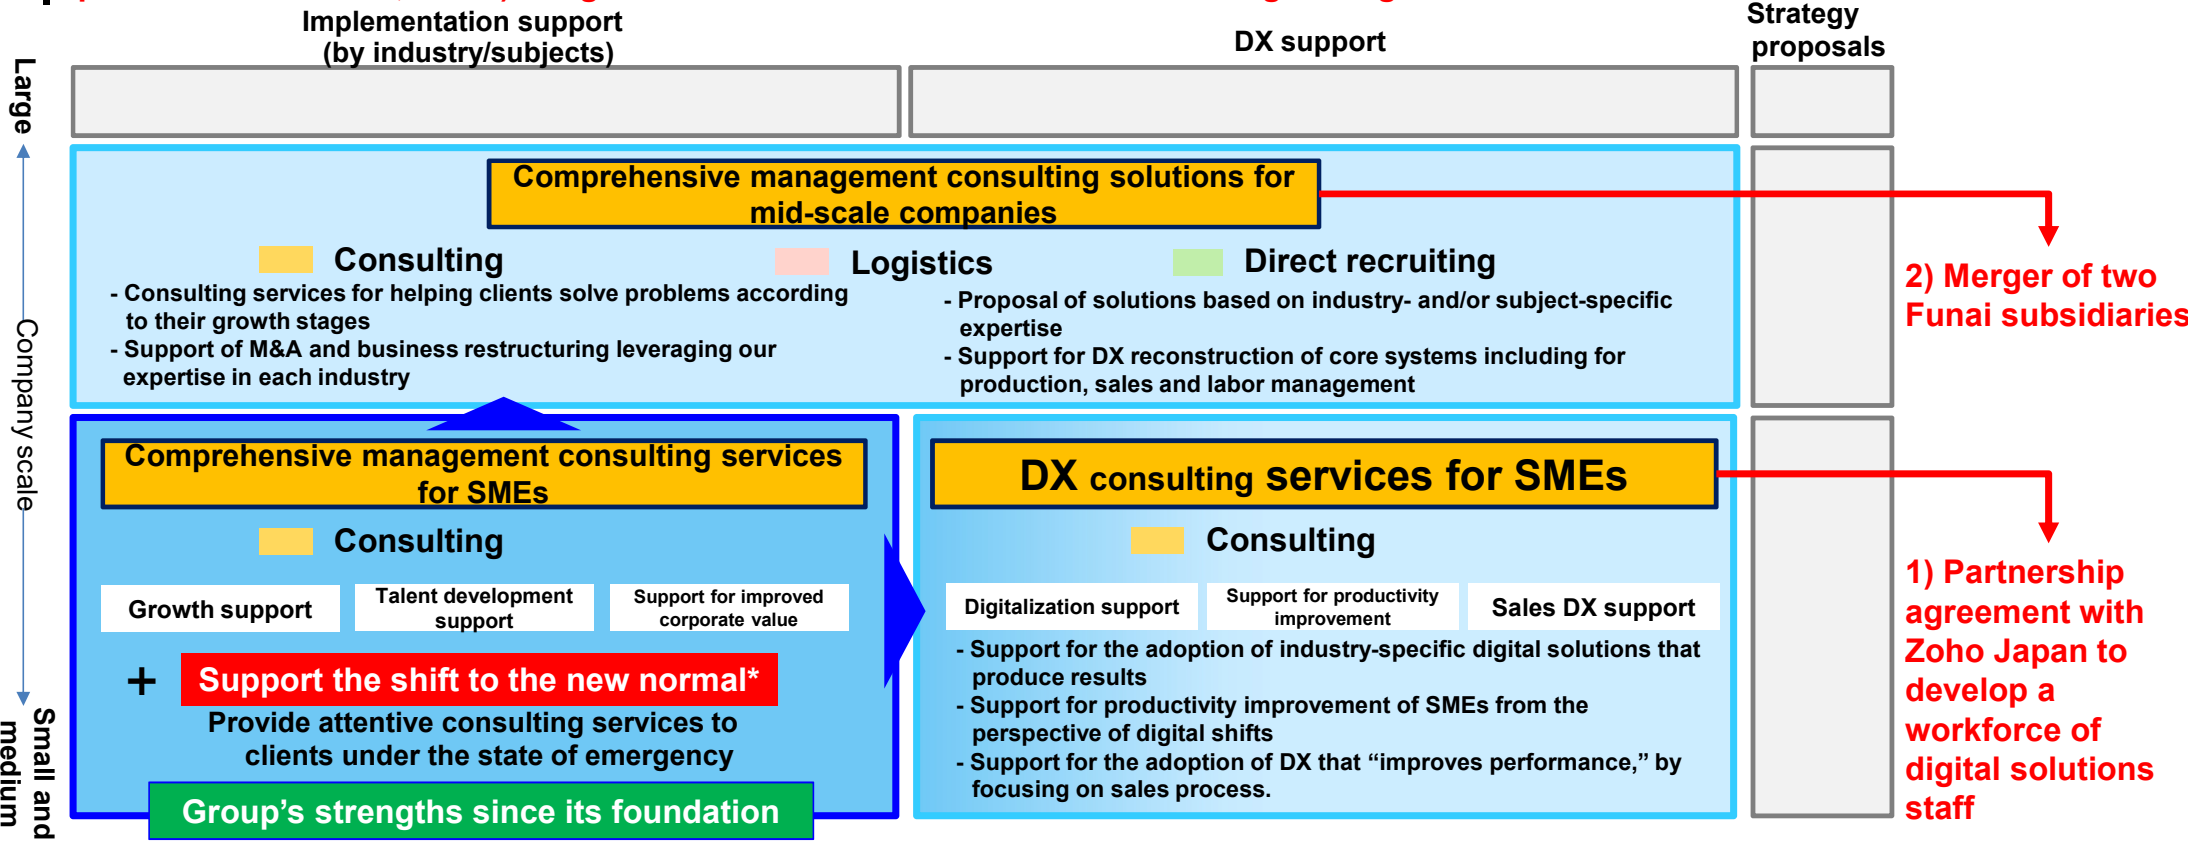 Implementation support
(by industry/subjects)
DX support
Strategy
proposals
Large
Company scale
Small and
medium
Comprehensive management consulting solutions for
mid-scale companies
Consulting
Logistics
Direct recruiting
- Consulting services for helping clients solve problems according
to their growth stages
- Support of M&A and business restructuring leveraging our
expertise in each industry
- Proposal of solutions based on industry- and/or subject-specific
expertise
- Support for DX reconstruction of core systems including for
production, sales and labor management
2) Merger of two
Funai subsidiaries
Comprehensive management consulting services
for SMEs
Consulting
Growth support
Talent development
support
Support for improved
corporate value
+ Support the shift to the new normal*
Provide attentive consulting services to
clients under the state of emergency
Group's strengths since its foundation
DX consulting services for SMEs
Consulting
Digitalization support
Support for productivity
improvement
Sales DX support
- Support for the adoption of industry-specific digital solutions that
produce results
- Support for productivity improvement of SMEs from the
perspective of digital shifts
- Support for the adoption of DX that “improves performance,” by
focusing on sales process.
1) Partnership
agreement with
Zoho Japan to
develop a
workforce of
digital solutions
staff